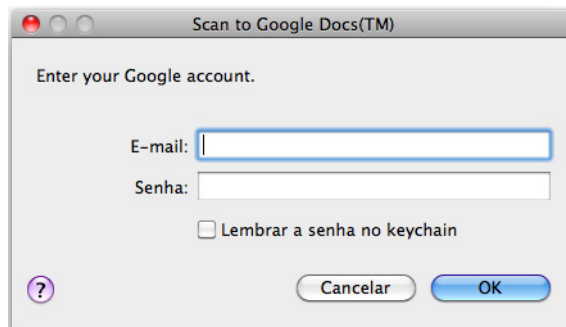 Scan to Google Docs(TM)
Enter your Google account.
E-mail:
Senha:
Lembrar a senha no keychain
?
Cancelar
OK